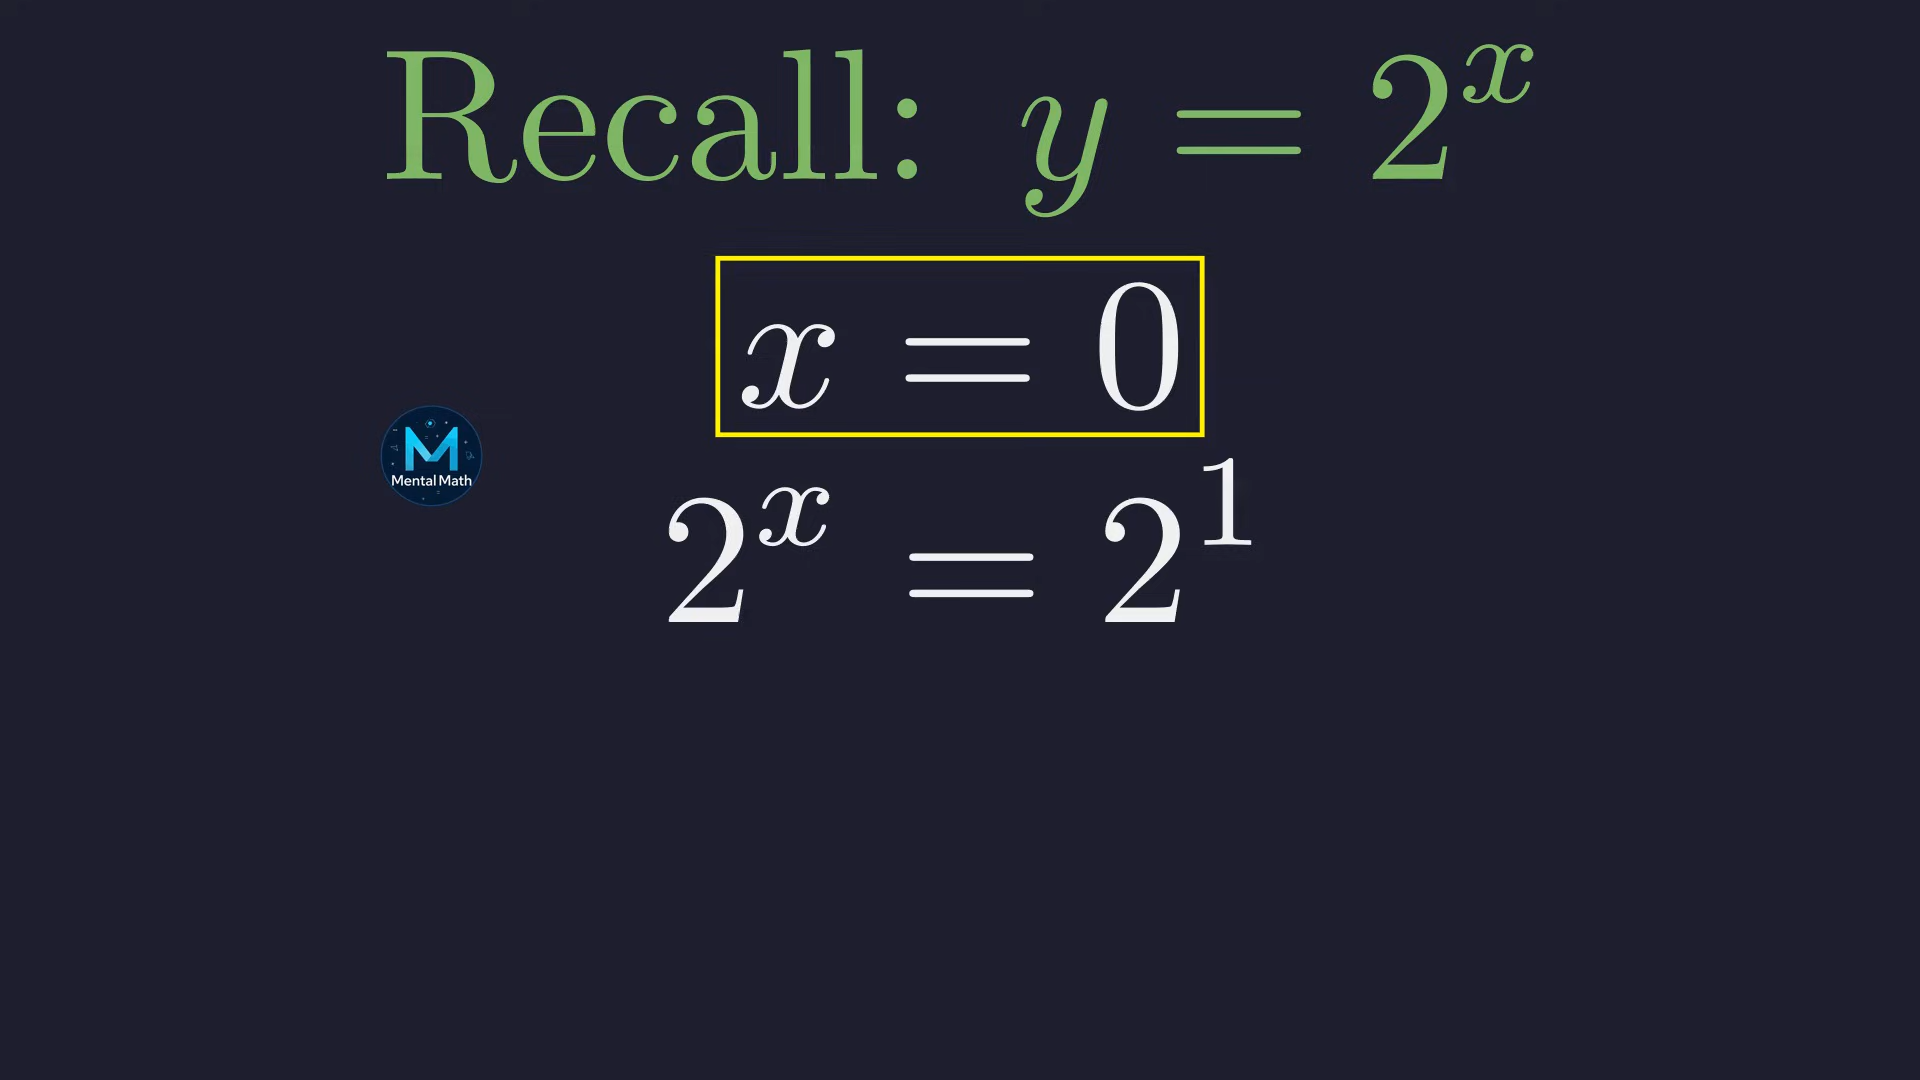 Recall: y = 2^x
x = 0
M
Mental Math
2^x = 2^1